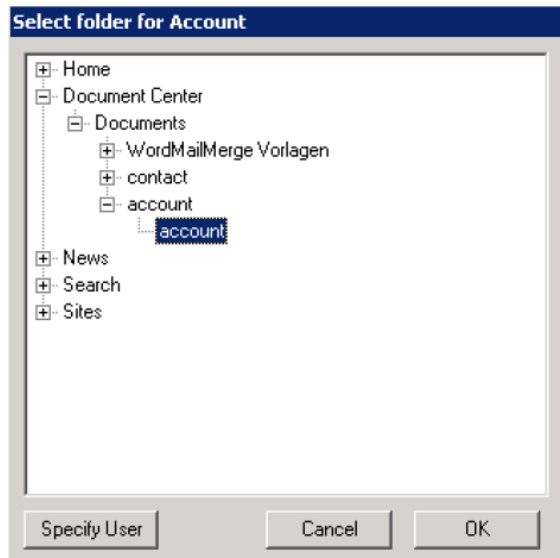 Select folder for Account
Home
Document Center
Documents
WordMailMerge Vorlagen
contact
account
account
News
Search
Sites
Specify User Cancel OK